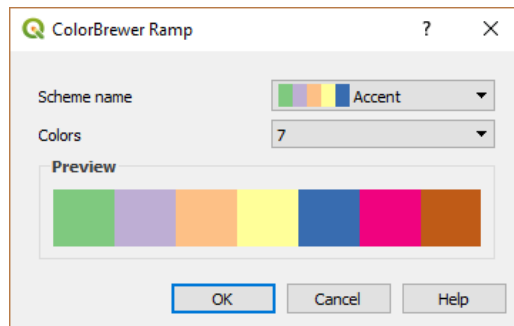 ColorBrewer Ramp ?
Scheme name Accent
Colors 7
Preview
OK Cancel Help